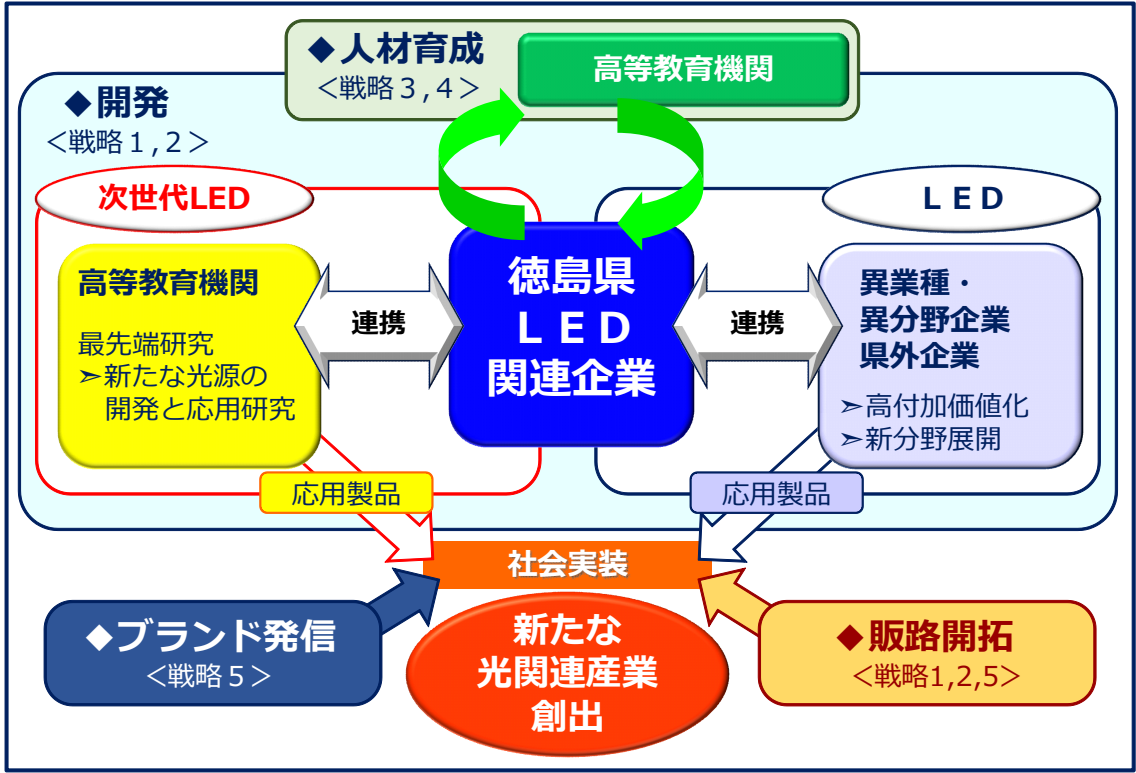 ◆人材育成
＜戦略３,４＞
高等教育機関
◆開発
＜戦略１,２＞
次世代LED
ＬＥＤ
高等教育機関
最先端研究
➣新たな光源の
開発と応用研究
連携
徳島県
ＬＥＤ
関連企業
連携
異業種・
異分野企業
県外企業
➣高付加価値化
➣新分野展開
応用製品
応用製品
社会実装
◆ブランド発信
＜戦略５＞
新たな
光関連産業
創出
◆販路開拓
＜戦略1,2,5＞